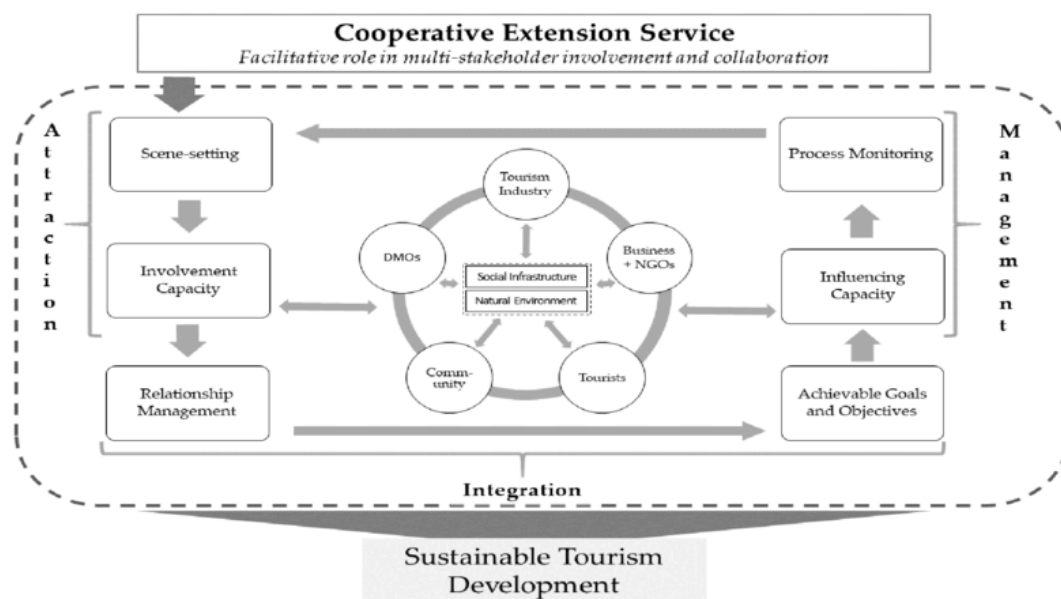 Cooperative Extension Service
Facilitative role in multi-stakeholder involvement and collaboration
Attraction
Scene-setting
Involvement
Capacity
Relationship
Management
Tourism
Industry
DMOs
Business
+ NGOs
Social Infrastructure
Natural Environment
Comm-
unity
Tourists
Process Monitoring
Influencing
Capacity
Achievable Goals
and Objectives
Management
Integration
Sustainable Tourism
Development